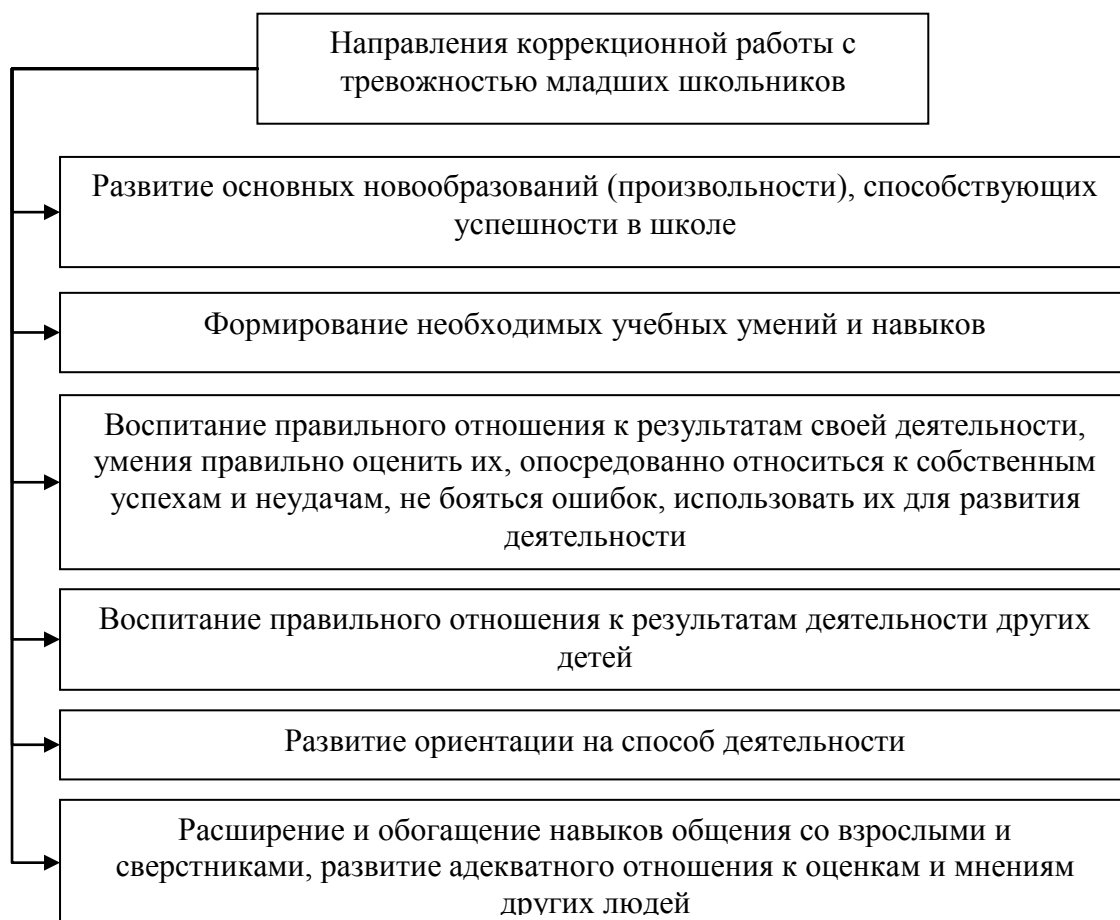 Направления коррекционной работы с
тревожностью младших школьников
Развитие основных новообразований (произвольности), способствующих
успешности в школе
Формирование необходимых учебных умений и навыков
Воспитание правильного отношения к результатам своей деятельности,
умения правильно оценить их, опосредованно относиться к собственным
успехам и неудачам, не бояться ошибок, использовать их для развития
деятельности
Воспитание правильного отношения к результатам деятельности других
детей
Развитие ориентации на способ деятельности
Расширение и обогащение навыков общения со взрослыми и
сверстниками, развитие адекватного отношения к оценкам и мнениям
других людей